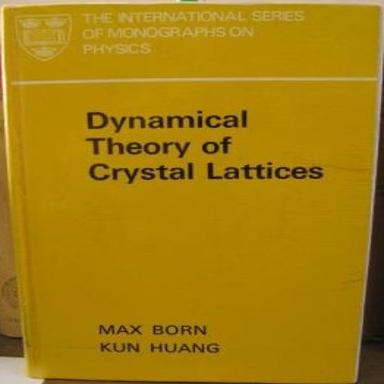 THE INTERNATIONAL SERIES
OF MONOGRAPHS ON
PHYSICS
Dynamical
Theory of
Crystal Lattices
MAX BORN
KUN HUANG